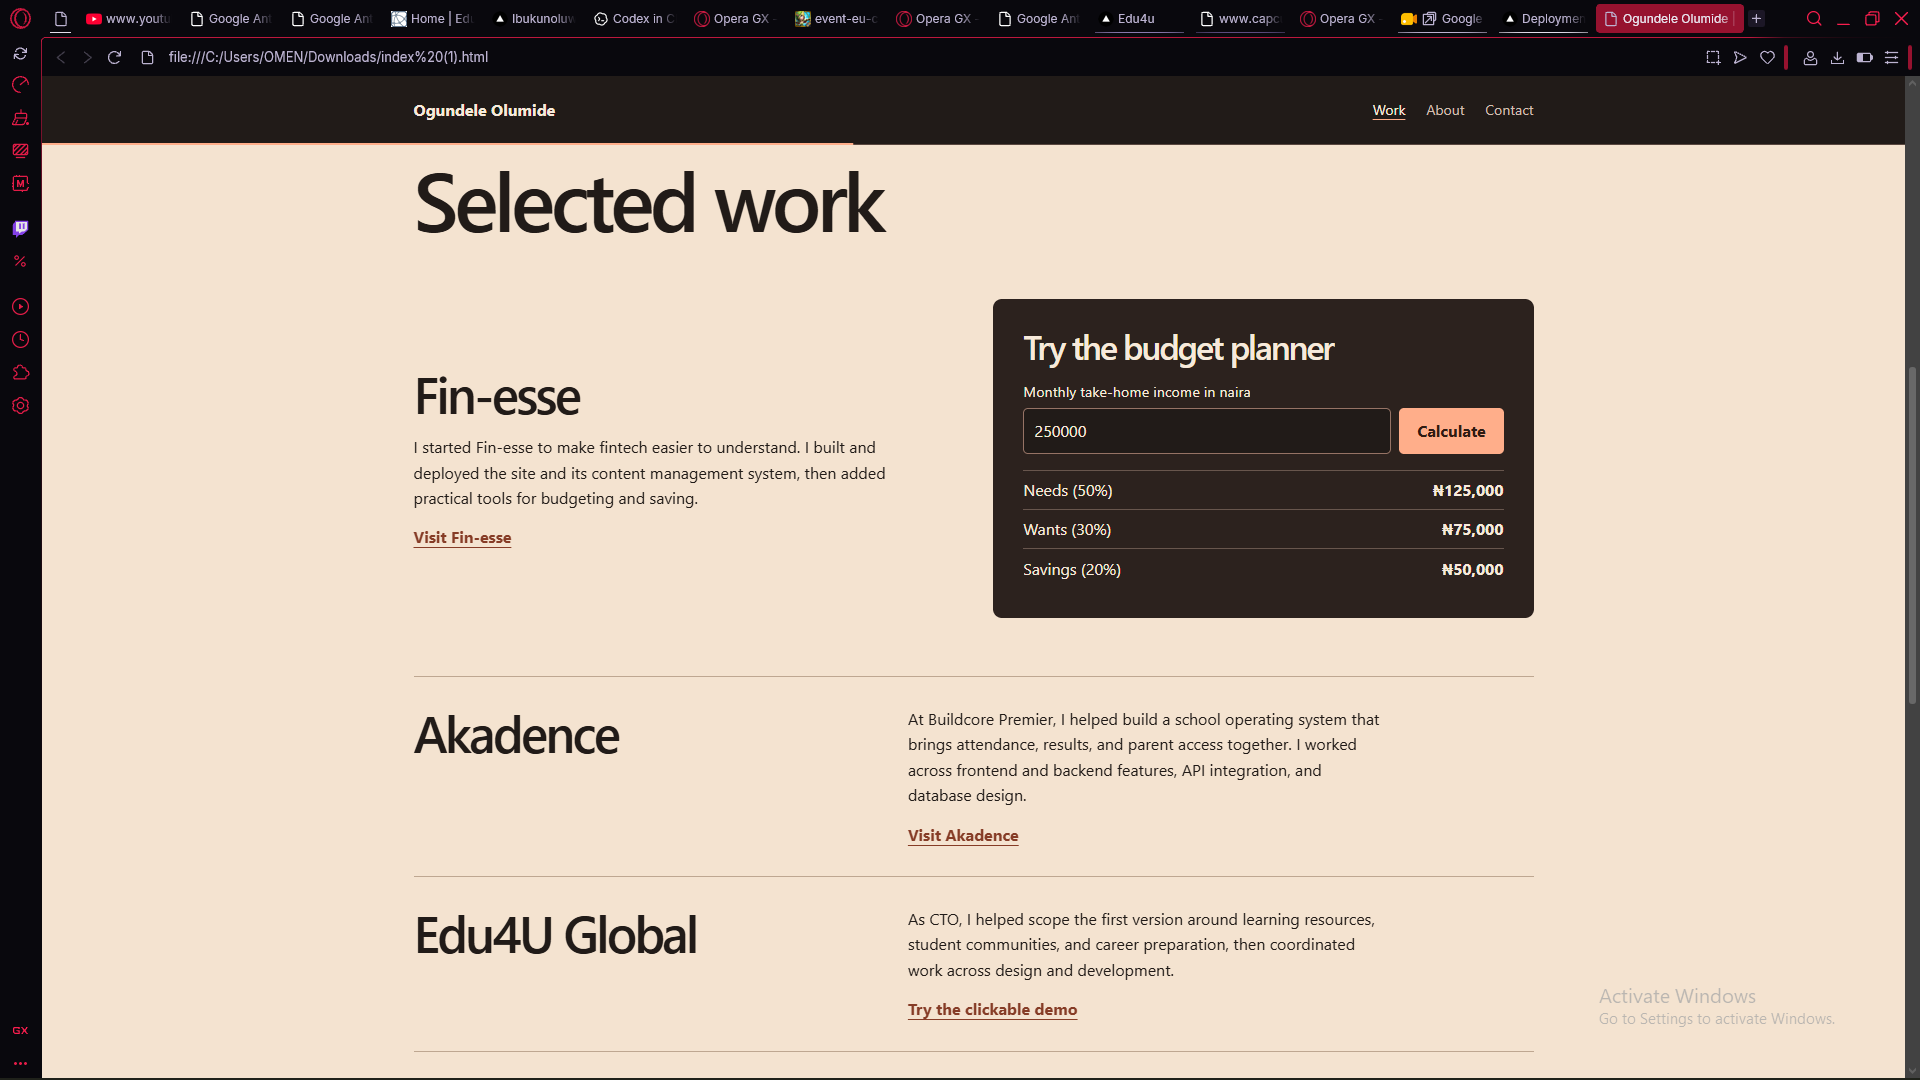 www.youtu
Google Ant
Google Ant
Home | Edu
Ibukunoluw
Codex in C
Opera GX -
event-eu-c
Opera GX -
Google Ant
Edu4u
www.capc
Opera GX -
Google
Deploymen
Ogundele Olumide
file:///C:/Users/OMEN/Downloads/index%20(1).html
Ogundele Olumide
Work
About
Contact
Selected work
Fin-esse
I started Fin-esse to make fintech easier to understand. I built and
deployed the site and its content management system, then added
practical tools for budgeting and saving.
Visit Fin-esse
Try the budget planner
Monthly take-home income in naira
250000
Calculate
Needs (50%) ₦125,000
Wants (30%) ₦75,000
Savings (20%) ₦50,000
Akadence
At Buildcore Premier, I helped build a school operating system that
brings attendance, results, and parent access together. I worked
across frontend and backend features, API integration, and
database design.
Visit Akadence
Edu4U Global
As CTO, I helped scope the first version around learning resources,
student communities, and career preparation, then coordinated
work across design and development.
Try the clickable demo
Activate Windows
Go to Settings to activate Windows.
GX
M